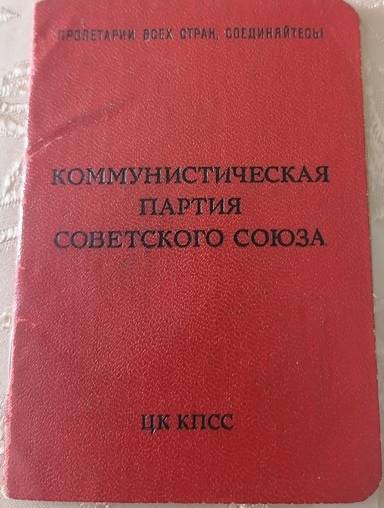 ПРОЛЕТАРИИ ВСЕХ СТРАН, СОЕДИНЯЙТЕСЬ!
КОММУНИСТИЧЕСКАЯ
ПАРТИЯ
СОВЕТСКОГО СОЮЗА
ЦК КПСС